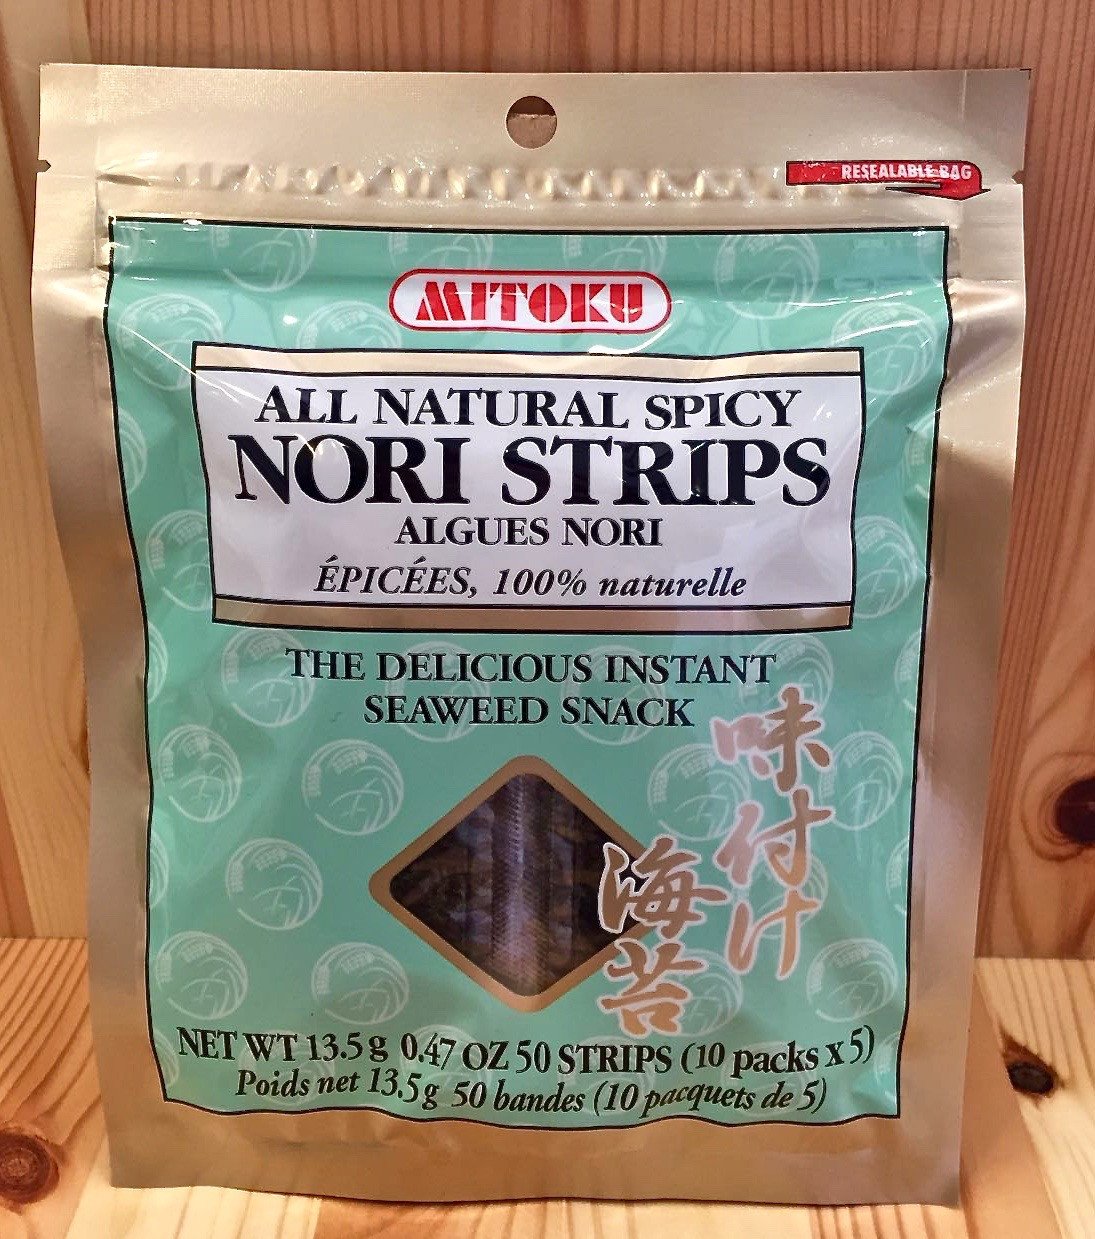 RESEALABLE BAG
MITOKU
ALL NATURAL SPICY
NORI STRIPS
ALGUES NORI
ÉPICÉES, 100% naturelle
THE DELICIOUS INSTANT
SEAWEED SNACK
味付け
海苔
NET WT 13.5g 0.47 OZ 50 STRIPS (10 packs x 5)
Poids net 13.5g 50 bandes (10 pacquets de 5)